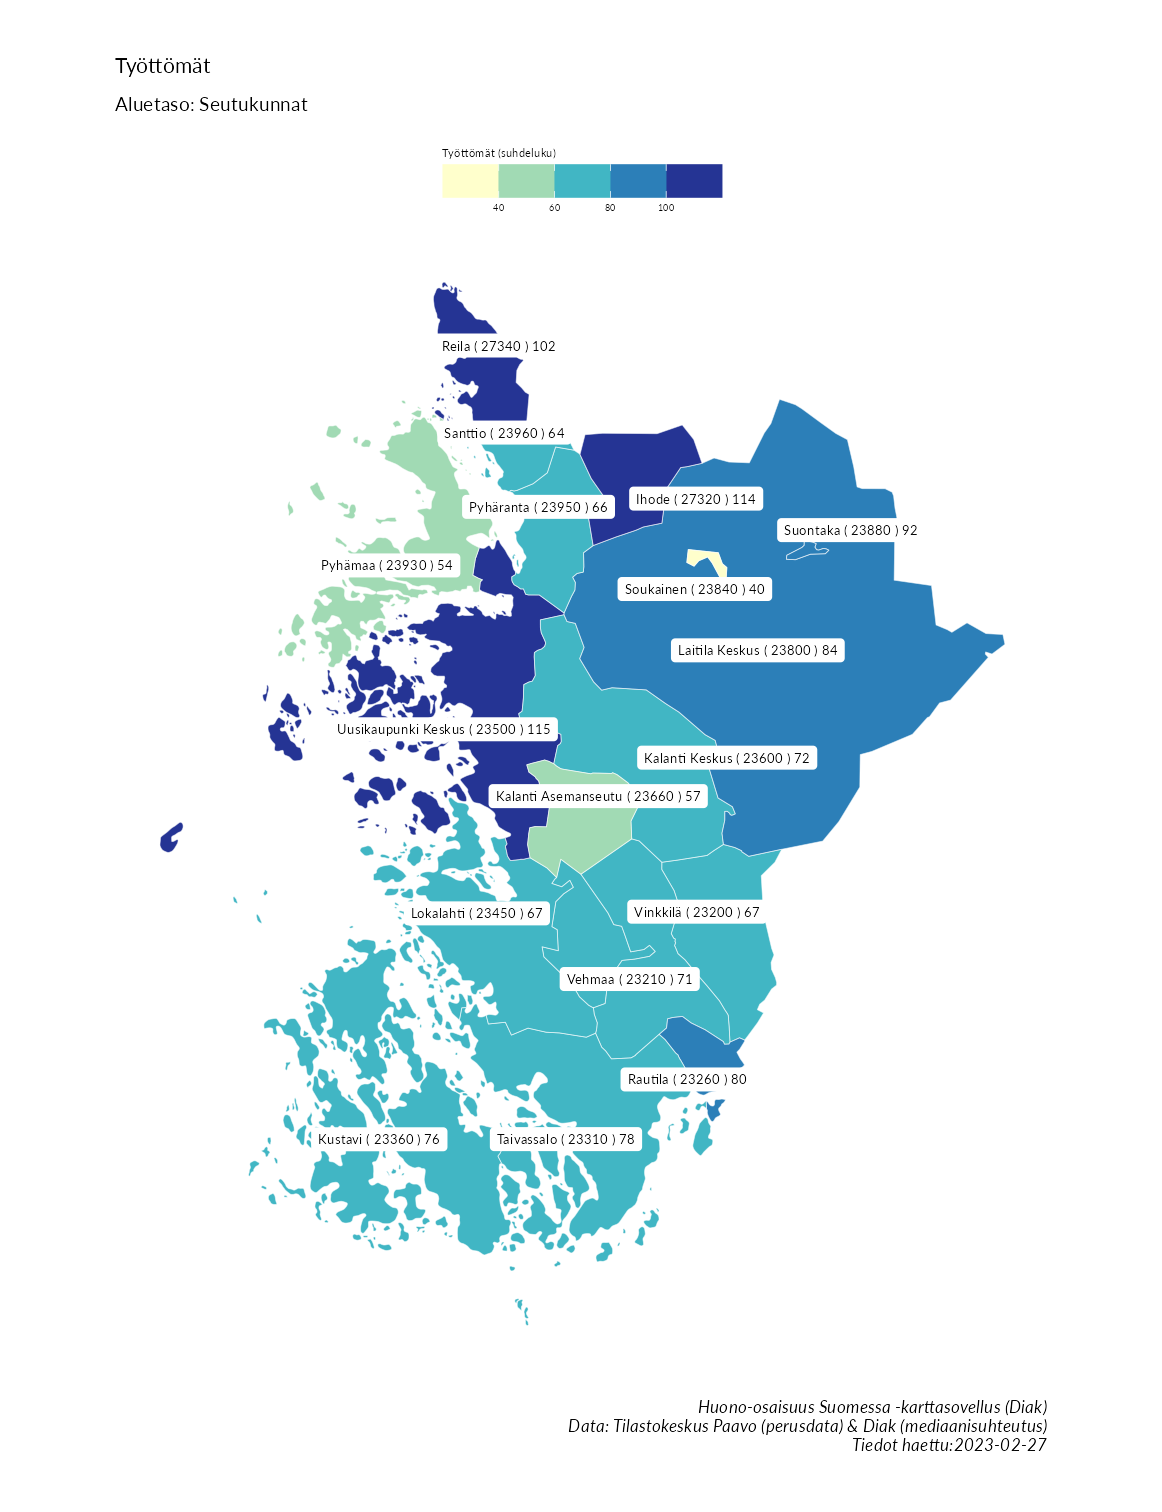 Työttömät
Aluetaso: Seutukunnat
Työttömät (suhdeluku)
40 60 80 100
Reila ( 27340 ) 102
Santtio ( 23960 ) 64
Ihode ( 27320 ) 114
Pyhäranta ( 23950 ) 66
Suontaka ( 23880 ) 92
Pyhämaa ( 23930 ) 54
Soukainen ( 23840 ) 40
Laitila Keskus ( 23800 ) 84
Uusikaupunki Keskus ( 23500 ) 115
Kalanti Keskus ( 23600 ) 72
Kalanti Asemanseutu ( 23660 ) 57
Lokalahti ( 23450 ) 67
Vinkkilä ( 23200 ) 67
Vehmaa ( 23210 ) 71
Rautila ( 23260 ) 80
Kustavi ( 23360 ) 76
Taivassalo ( 23310 ) 78
Huono-osaisuus Suomessa -karttasovellus (Diak)
Data: Tilastokeskus Paavo (perusdata) & Diak (mediaanisuhteutus)
Tiedot haettu:2023-02-27